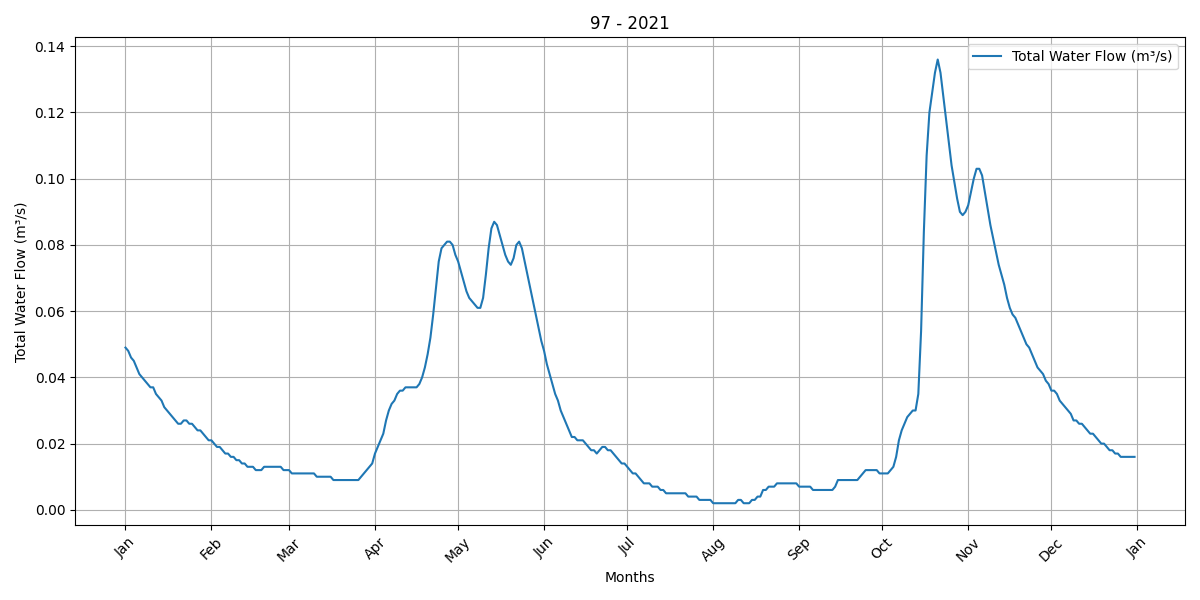 97 - 2021
Total Water Flow (m³/s)
0.14
0.12
0.10
0.08
0.06
0.04
0.02
0.00
Total Water Flow (m³/s)
Jan
Feb
Mar
Apr
May
Jun
Jul
Aug
Sep
Oct
Nov
Dec
Jan
Months